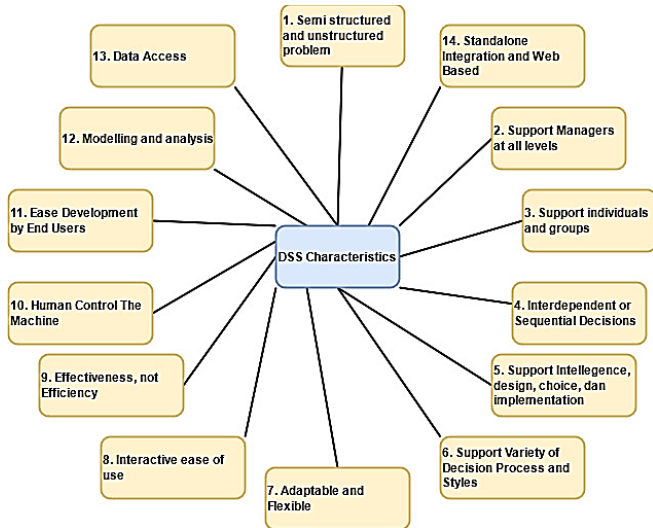 1. Semi structured
and unstructured
problem
14. Standalone
Integration and Web
Based
13. Data Access
2. Support Managers
at all levels
12. Modelling and analysis
3. Support individuals
and groups
11. Ease Development
by End Users
DSS Characteristics
4. Interdependent or
Sequential Decisions
10. Human Control The
Machine
5. Support Intellegence,
design, choice, dan
implementation
9. Effectiveness, not
Efficiency
6. Support Variety of
Decision Process and
Styles
8. Interactive ease of
use
7. Adaptable and
Flexible